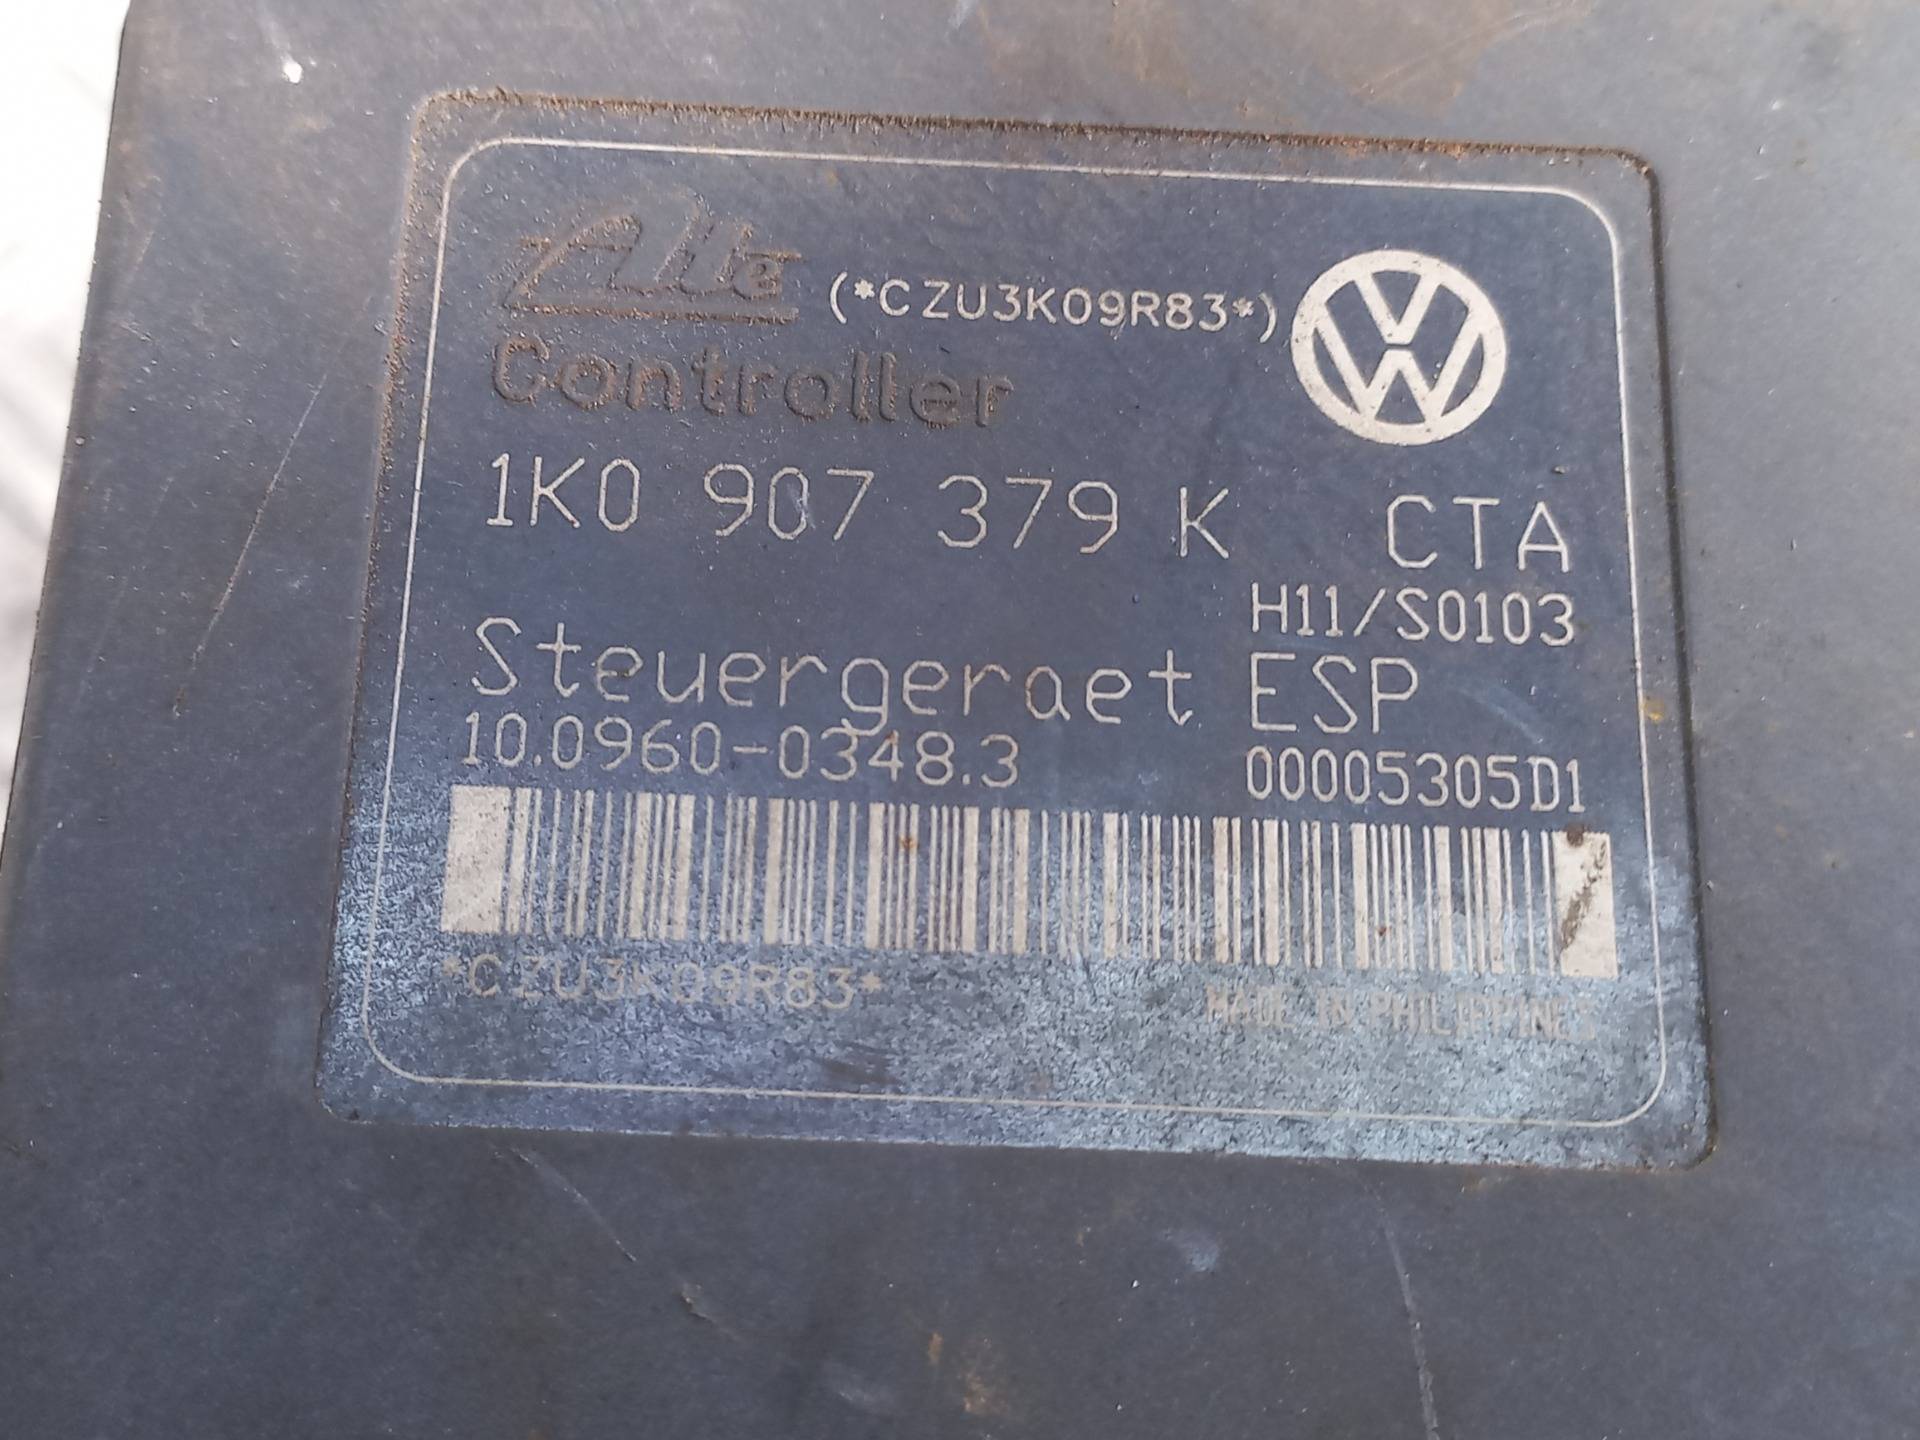 Ate (*CZU3K09R83*)
Controller
1K0 907 379 K CTA
H11/S0103
Steuergeraet ESP
10.0960-0348.3 00005305D1
*CZU3K09R83* MADE IN PHILIPPINES